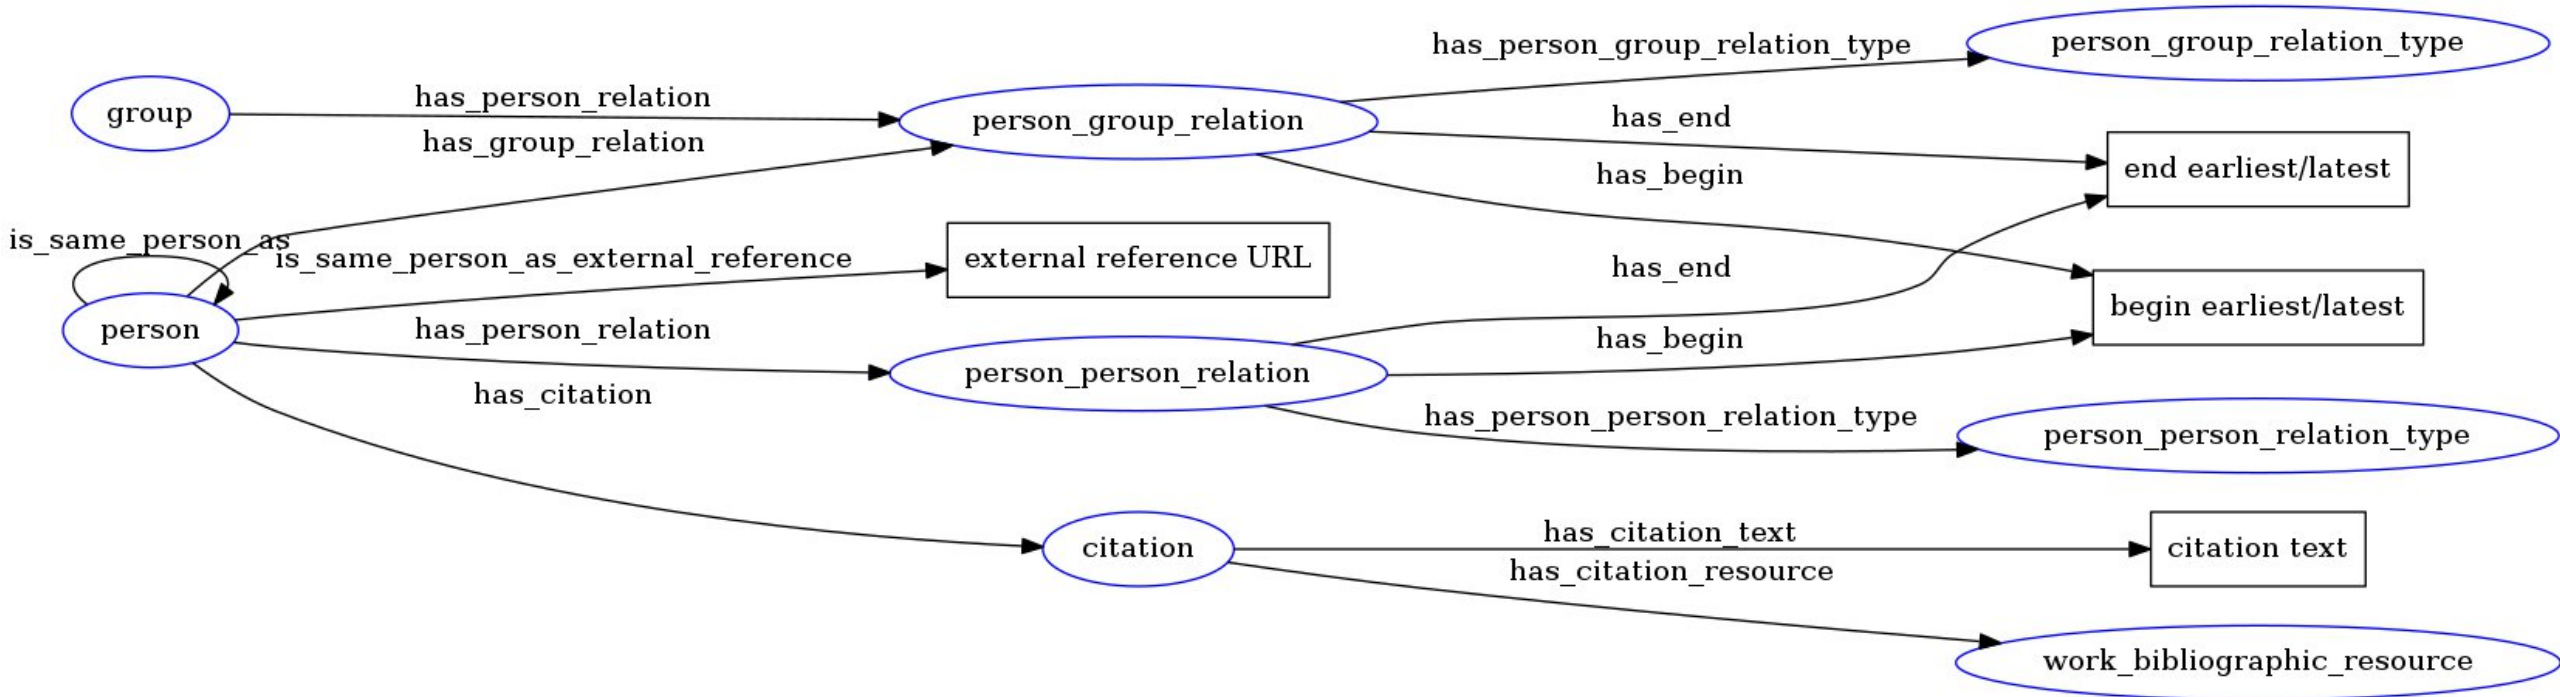 has_person_group_relation_type
person_group_relation_type
group
has_person_relation
person_group_relation
has_end
has_group_relation
has_begin
end earliest/latest
is_same_person_as
is_same_person_as_external_reference
external reference URL
has_end
begin earliest/latest
person
has_person_relation
has_begin
person_person_relation
has_citation
has_person_person_relation_type
person_person_relation_type
citation
has_citation_text
citation text
has_citation_resource
work_bibliographic_resource